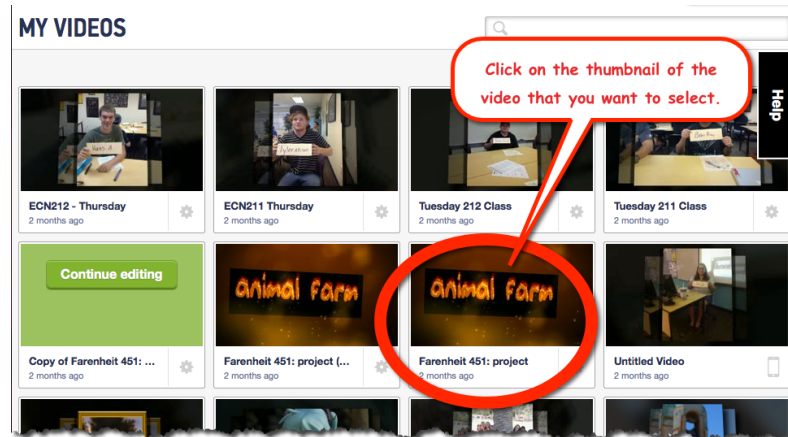 MY VIDEOS
Click on the thumbnail of the
video that you want to select.
Help
ECN212 - Thursday
2 months ago
ECN211 Thursday
2 months ago
Tuesday 212 Class
2 months ago
Tuesday 211 Class
2 months ago
Continue editing
animal farm
animal farm
Copy of Farenheit 451: ...
2 months ago
Farenheit 451: project (...
2 months ago
Farenheit 451: project
2 months ago
Untitled Video
2 months ago